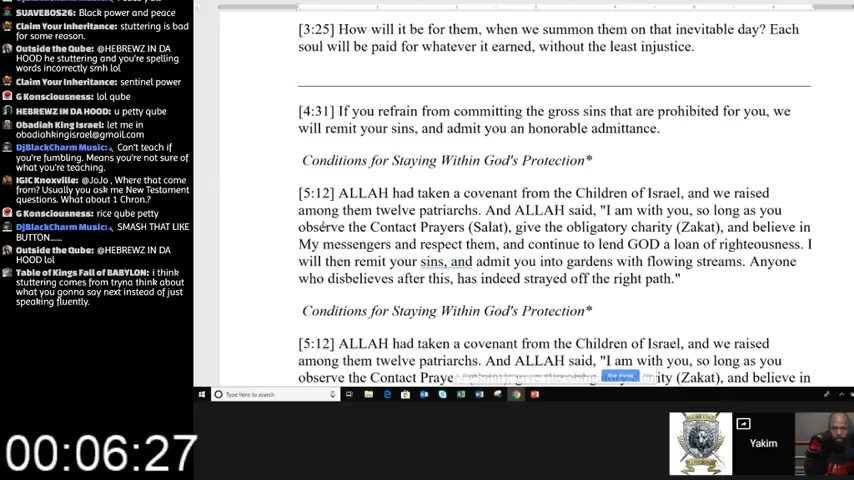 SUAVEBOS26: Black power and peace
Claim Your Inheritance: stuttering is bad
for some reason.
Outside the Qube: @HEBREWZ IN DA
HOOD he stuttering and you're spelling
words incorrectly smh lol
Claim Your Inheritance: sentinel power
G Konsciousness: lol qube
HEBREWZ IN DA HOOD: u petty qube
Obadiah King Israel: let me in
obadiahkingisrael@gmail.com
DjBlackCharm Music: Can't teach if
you're fumbling. Means you're not sure of
what you're teaching.
IGIC Knoxville: @JoJo, Where that come
from? Usually you ask me New Testament
questions. What about 1 Chron.?
G Konsciousness: rice qube petty
DjBlackCharm Music: SMASH THAT LIKE
BUTTON......
Outside the Qube: @HEBREWZ IN DA
HOOD lol
Table of Kings Fall of BABYLON: i think
stuttering comes from tryna think about
what you gonna say next instead of just
speaking fluently.
[3:25] How will it be for them, when we summon them on that inevitable day? Each
soul will be paid for whatever it earned, without the least injustice.
[4:31] If you refrain from committing the gross sins that are prohibited for you, we
will remit your sins, and admit you an honorable admittance.
Conditions for Staying Within God's Protection*
[5:12] ALLAH had taken a covenant from the Children of Israel, and we raised
among them twelve patriarchs. And ALLAH said, "I am with you, so long as you
observe the Contact Prayers (Salat), give the obligatory charity (Zakat), and believe in
My messengers and respect them, and continue to lend GOD a loan of righteousness. I
will then remit your sins, and admit you into gardens with flowing streams. Anyone
who disbelieves after this, has indeed strayed off the right path."
Conditions for Staying Within God's Protection*
[5:12] ALLAH had taken a covenant from the Children of Israel, and we raised
among them twelve patriarchs. And ALLAH said, "I am with you, so long as you
observe the Contact Praye ity (Zakat), and believe in
Type here to search
00:06:27
Yakim